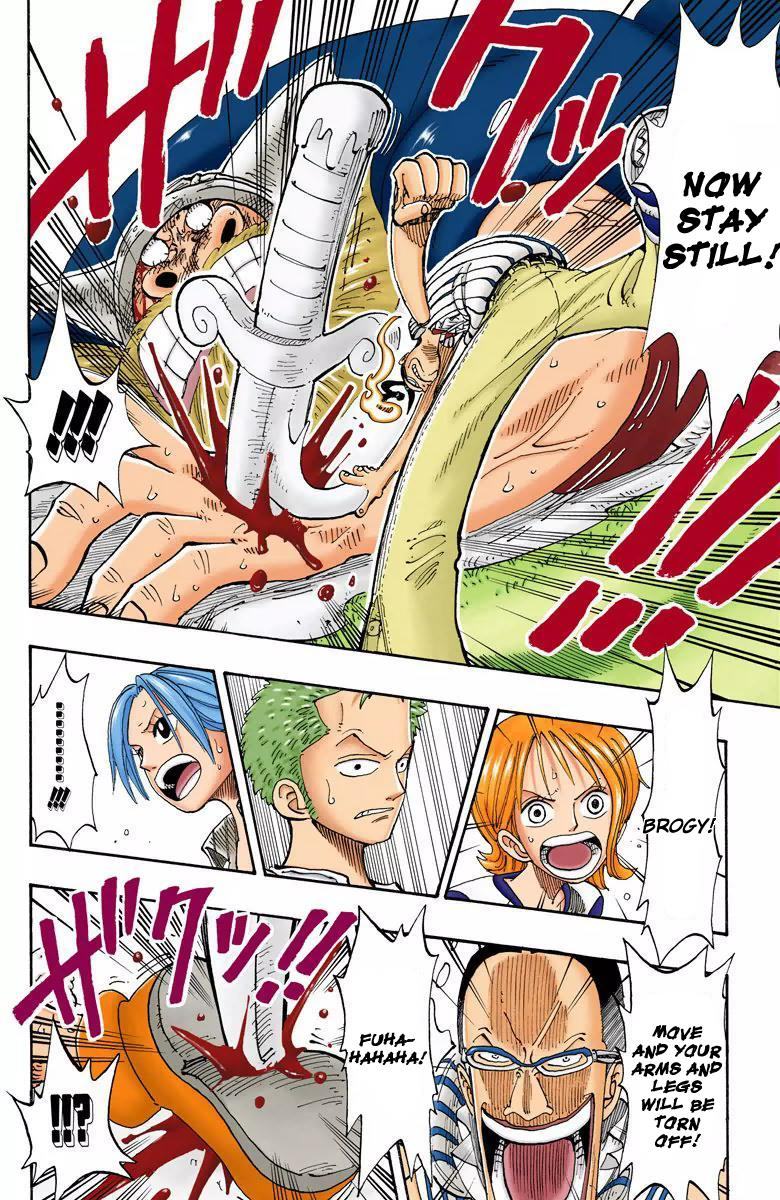 NOW
STAY
STILL!
ザクッ!!!
!!!
BROGY!
..........!!!
MOVE
AND YOUR
ARMS AND
LEGS
WILL BE
TORN
OFF!
FUHA-
HAHAHA!
ザクッ!!
!!?